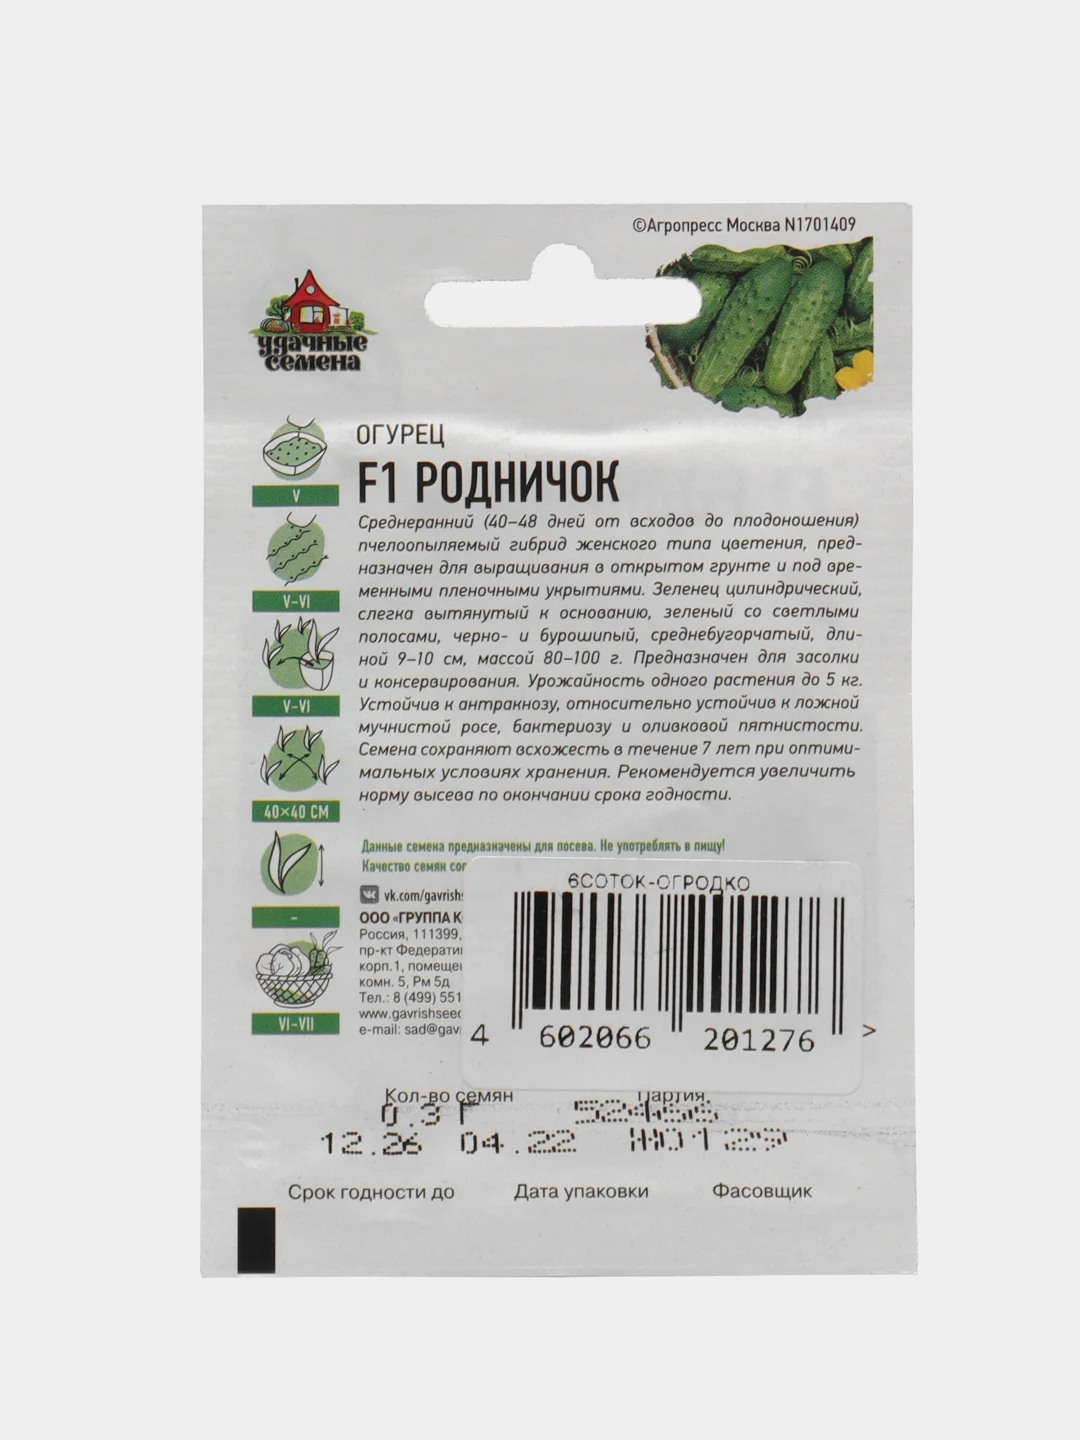 ©Агропресс Москва N1701409
удачные
семена
ОГУРЕЦ
F1 РОДНИЧОК
Среднеранний (40–48 дней от всходов до плодоношения)
пчелоопыляемый гибрид женского типа цветения, пред-
назначен для выращивания в открытом грунте и под вре-
менными пленочными укрытиями. Зеленец цилиндрический,
слегка вытянутый к основанию, зеленый со светлыми
полосами, черно- и бурошипый, среднебугорчатый, дли-
ной 9–10 см, массой 80–100 г. Предназначен для засолки
и консервирования. Урожайность одного растения до 5 кг.
Устойчив к антракнозу, относительно устойчив к ложной
мучнистой росе, бактериозу и оливковой пятнистости.
Семена сохраняют всхожесть в течение 7 лет при оптими-
мальных условиях хранения. Рекомендуется увеличить
норму высева по окончании срока годности.
V
V–VI
V–VI
40×40 СМ
–
VI–VII
Данные семена предназначены для посева. Не употреблять в пищу!
Качество семян
vk.com/gavrish
ООО «ГРУППА
Россия, 111399,
пр-кт
корп.1,
комн. 5, Рм 5д
Тел.: 8 (499) 551
www.gavrishseed
e-mail: sad@gav
6СОТОК-ОГРОДКО
4 602066 201276 >
Кол-во семян Партия
0.3 Г
12.26 04.22
Срок годности до Дата упаковки Фасовщик